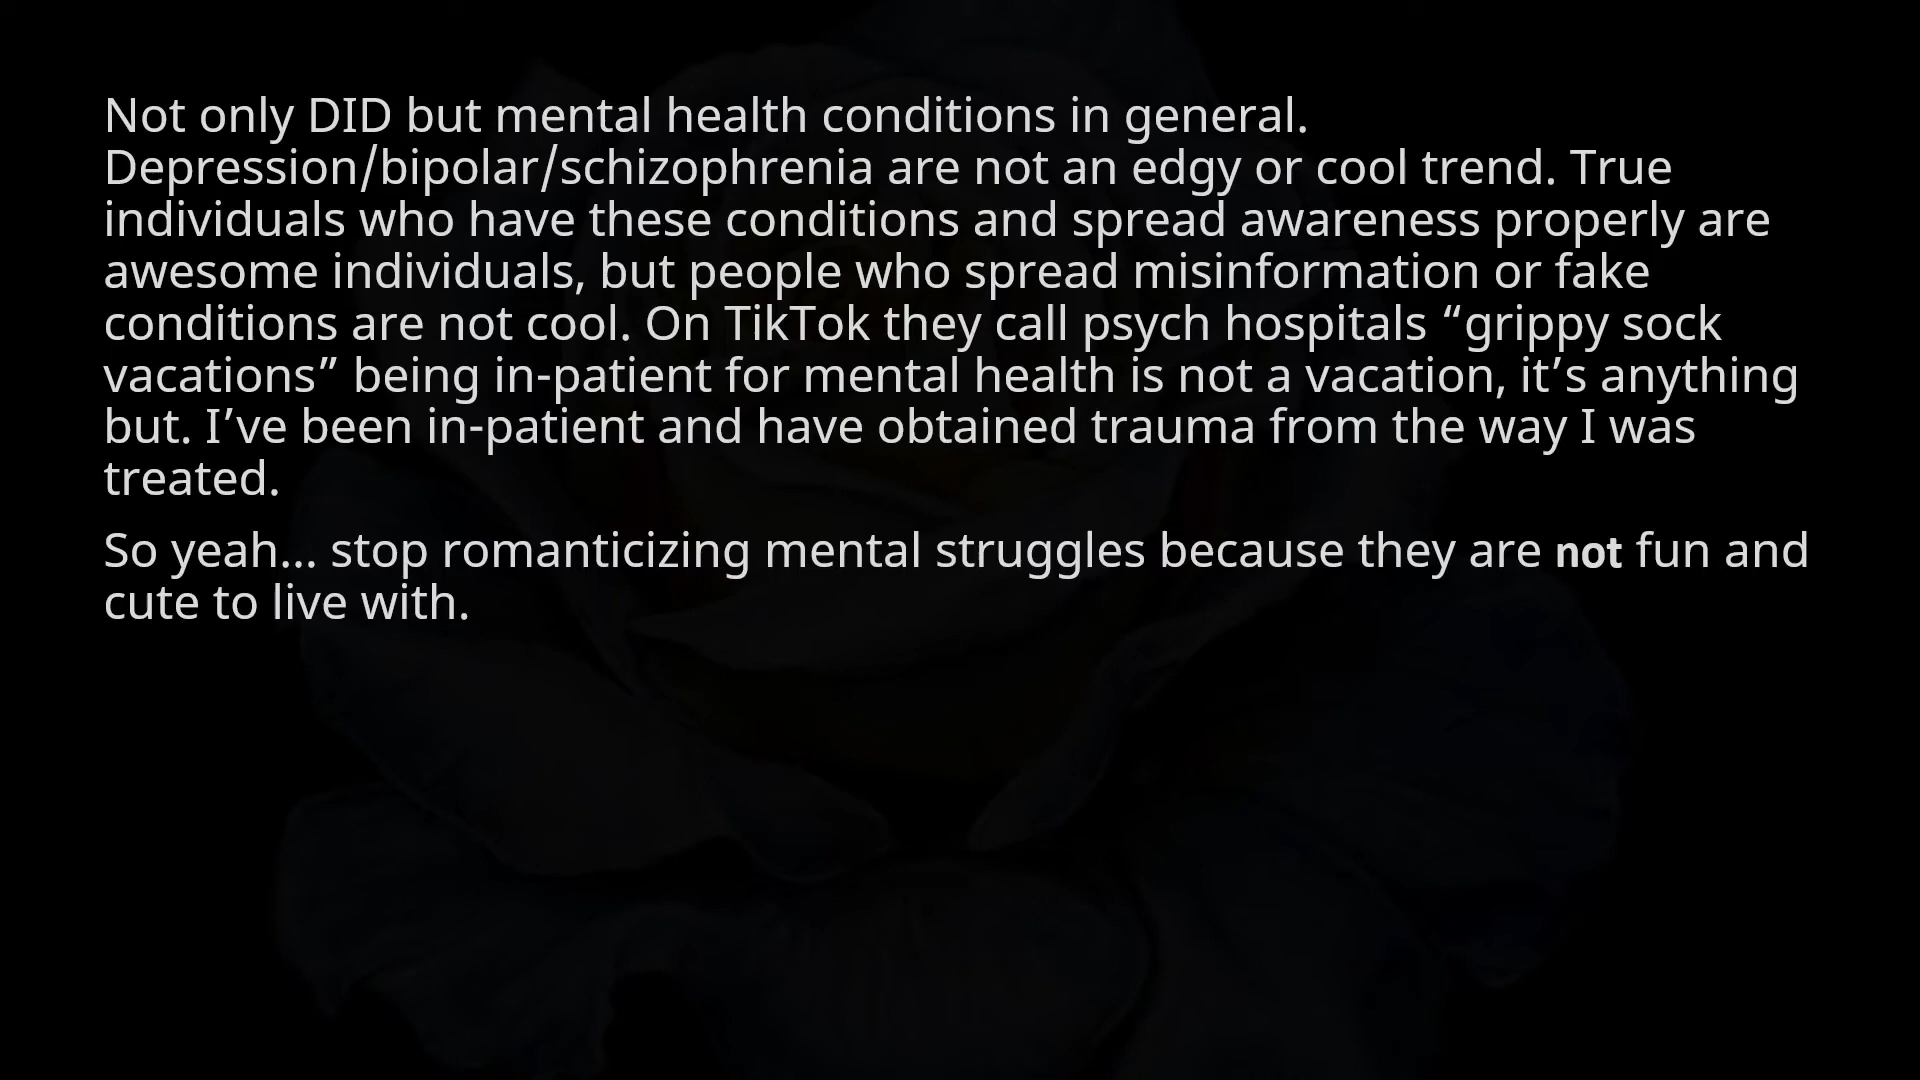 Not only DID but mental health conditions in general.
Depression/bipolar/schizophrenia are not an edgy or cool trend. True
individuals who have these conditions and spread awareness properly are
awesome individuals, but people who spread misinformation or fake
conditions are not cool. On TikTok they call psych hospitals “grippy sock
vacations” being in-patient for mental health is not a vacation, it’s anything
but. I’ve been in-patient and have obtained trauma from the way I was
treated.
So yeah... stop romanticizing mental struggles because they are not fun and
cute to live with.